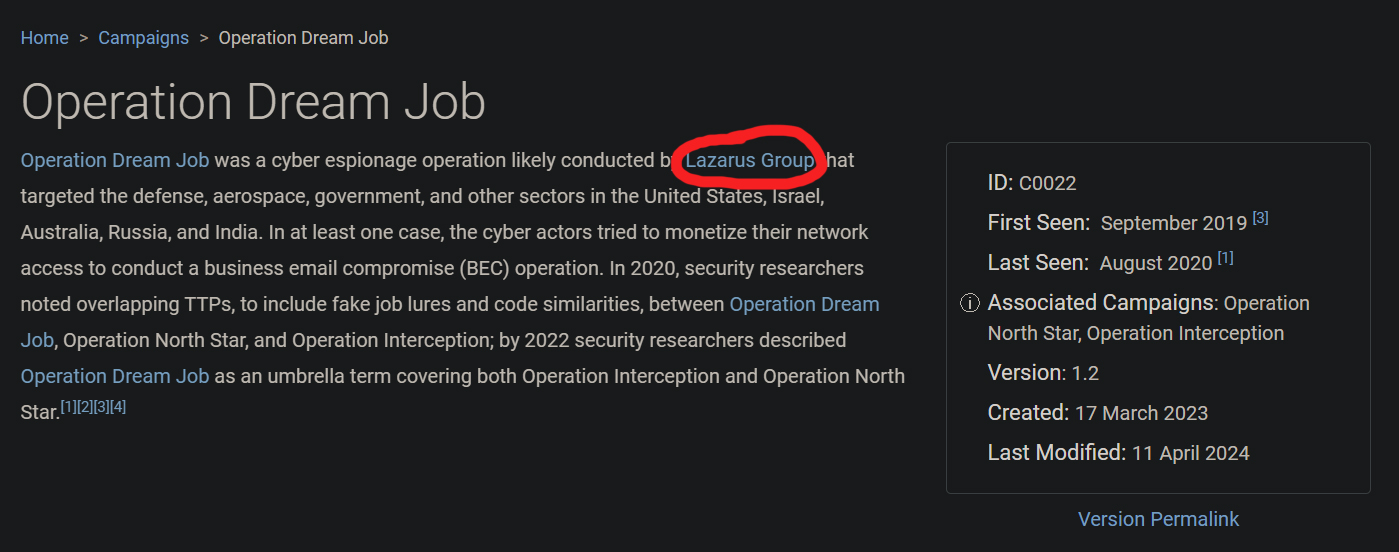 Home > Campaigns > Operation Dream Job
Operation Dream Job
Operation Dream Job was a cyber espionage operation likely conducted b Lazarus Group hat
targeted the defense, aerospace, government, and other sectors in the United States, Israel,
Australia, Russia, and India. In at least one case, the cyber actors tried to monetize their network
access to conduct a business email compromise (BEC) operation. In 2020, security researchers
noted overlapping TTPs, to include fake job lures and code similarities, between Operation Dream
Job, Operation North Star, and Operation Interception; by 2022 security researchers described
Operation Dream Job as an umbrella term covering both Operation Interception and Operation North
Star.[1][2][3][4]
ID: C0022
First Seen: September 2019 [3]
Last Seen: August 2020 [1]
Associated Campaigns: Operation
North Star, Operation Interception
Version: 1.2
Created: 17 March 2023
Last Modified: 11 April 2024
Version Permalink